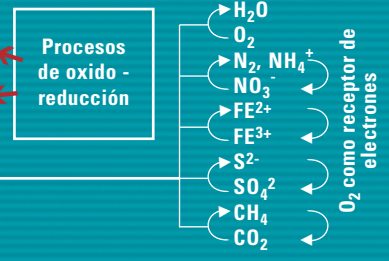 Procesos
de oxido -
reducción
H₂O
O₂
N₂, NH₄⁺
NO₃⁻
FE²⁺
FE³⁺
S²⁻
SO₄²
CH₄
CO₂
O₂ como receptor de
electrones